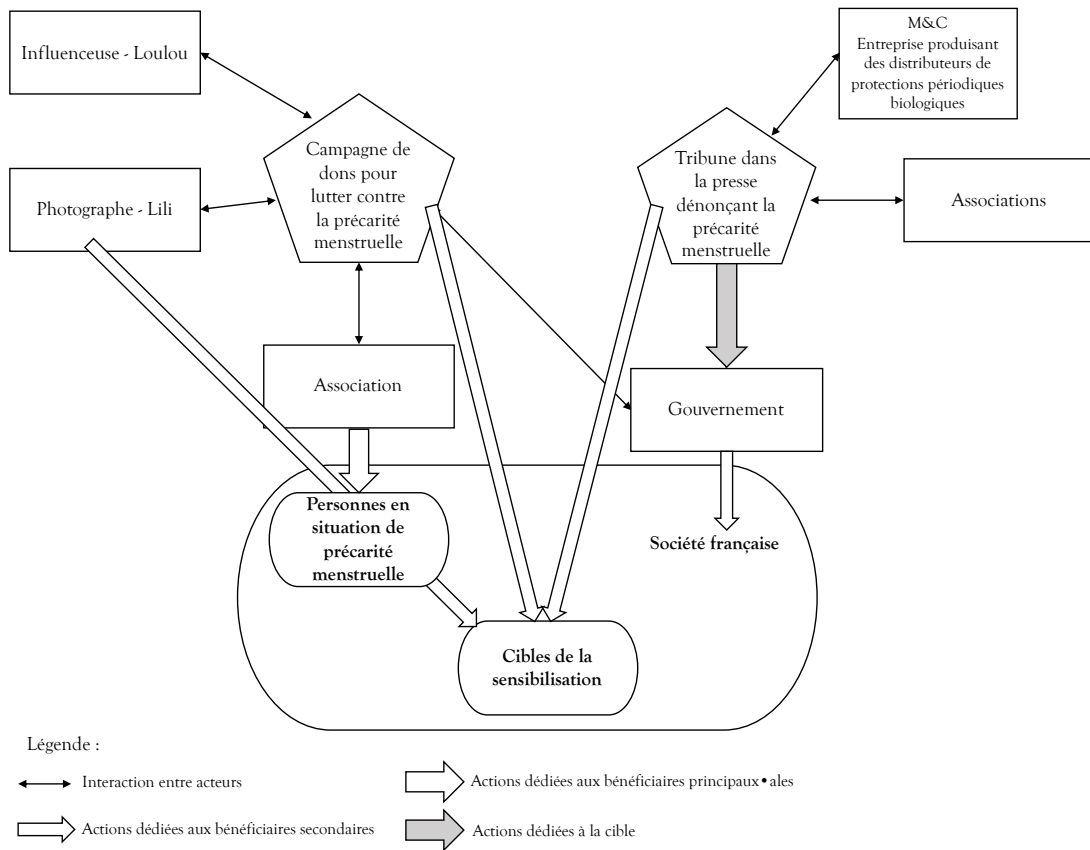 Influenceuse - Loulou
M&C
Entreprise produisant
des distributeurs de
protections périodiques
biologiques
Campagne de
dons pour
lutter contre
la précarité
menstruelle
Tribune dans
la presse
dénonçant la
précarité
menstruelle
Photographe - Lili
Associations
Association
Gouvernement
Personnes en
situation de
précarité
menstruelle
Société française
Cibles de la
sensibilisation
Légende :
Interaction entre acteurs
Actions dédiées aux bénéficiaires principaux•ales
Actions dédiées aux bénéficiaires secondaires
Actions dédiées à la cible